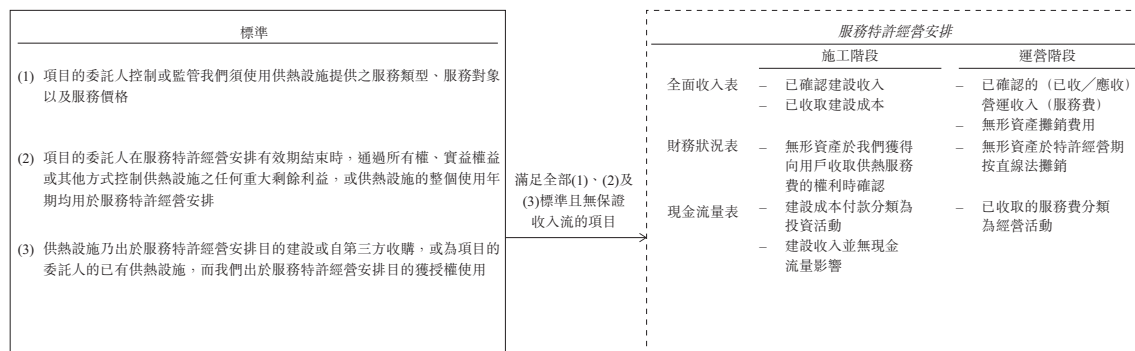 標準
(1) 項目的委託人控制或監管我們須使用供熱設施提供之服務類型、服務對象
以及服務價格
(2) 項目的委託人在服務特許經營安排有效期結束時，通過所有權、實益權益
或其他方式控制供熱設施之任何重大剩餘利益，或供熱設施的整個使用年
期均用於服務特許經營安排
(3) 供熱設施乃出於服務特許經營安排目的建設或自第三方收購，或為項目的
委託人的已有供熱設施，而我們出於服務特許經營安排目的獲授權使用
滿足全部(1)、(2)及
(3)標準且無保證
收入流的項目
服務特許經營安排
施工階段
運營階段
全面收入表
– 已確認建設收入
– 已收取建設成本
– 已確認的（已收╱應收）
營運收入（服務費）
– 無形資產攤銷費用
財務狀況表
– 無形資產於我們獲得
向用戶收取供熱服務
費的權利時確認
– 無形資產於特許經營期
按直線法攤銷
現金流量表
– 建設成本付款分類為
投資活動
– 建設收入並無現金
流量影響
– 已收取的服務費分類
為經營活動